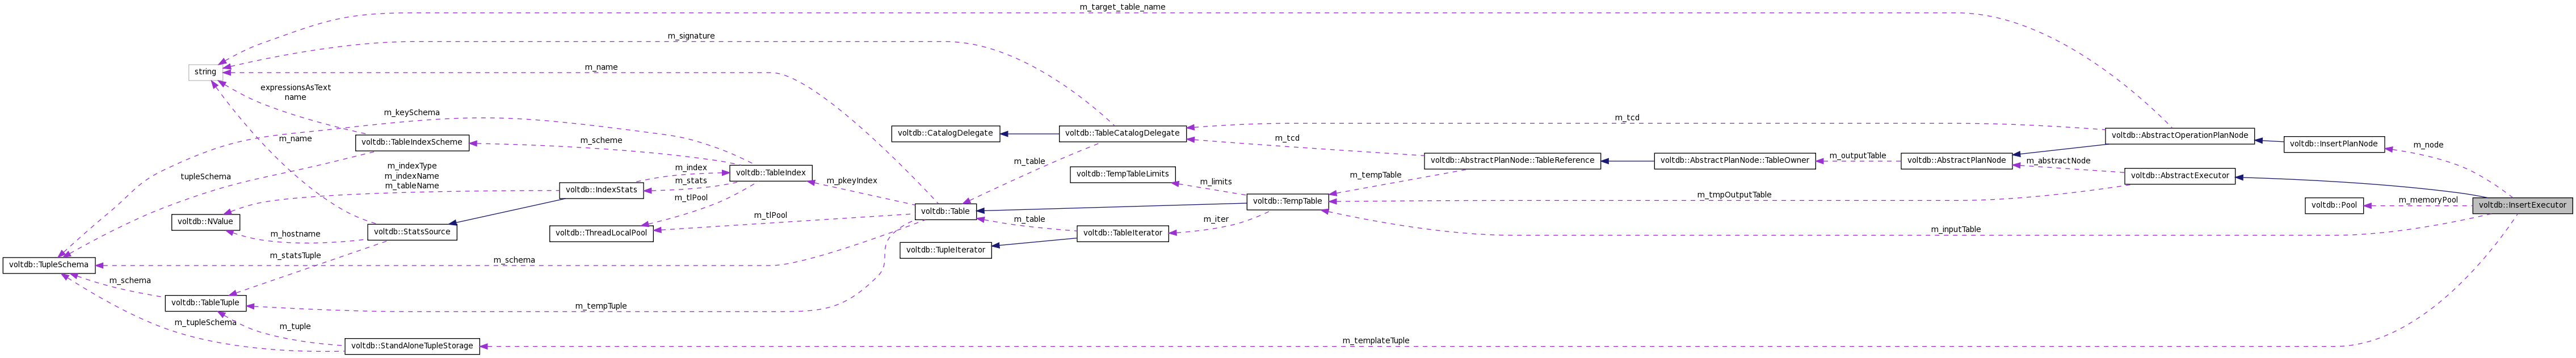 m_target_table_name
m_signature
m_name
string
expressionsAsText
name
m_keySchema
m_name
voltdb::TableIndexScheme
m_scheme
voltdb::CatalogDelegate
voltdb::TableCatalogDelegate
m_tcd
m_tcd
voltdb::AbstractOperationPlanNode
voltdb::InsertPlanNode
m_node
m_indexType
m_indexName
m_tableName
tupleSchema
m_index
m_stats
voltdb::TableIndex
m_table
m_tlPool
voltdb::IndexStats
m_pkeyIndex
voltdb::TempTableLimits
m_limits
m_tempTable
voltdb::AbstractPlanNode::TableReference
voltdb::AbstractPlanNode::TableOwner
m_outputTable
voltdb::AbstractPlanNode
m_abstractNode
voltdb::AbstractExecutor
m_tmpOutputTable
voltdb::TempTable
voltdb::NValue
m_hostname
voltdb::StatsSource
voltdb::ThreadLocalPool
m_tlPool
voltdb::Table
m_table
voltdb::TableIterator
m_iter
voltdb::TupleIterator
m_inputTable
voltdb::Pool
m_memoryPool
voltdb::InsertExecutor
voltdb::TupleSchema
m_statsTuple
m_schema
m_schema
voltdb::TableTuple
m_tempTuple
m_tupleSchema
m_tuple
voltdb::StandAloneTupleStorage
m_templateTuple